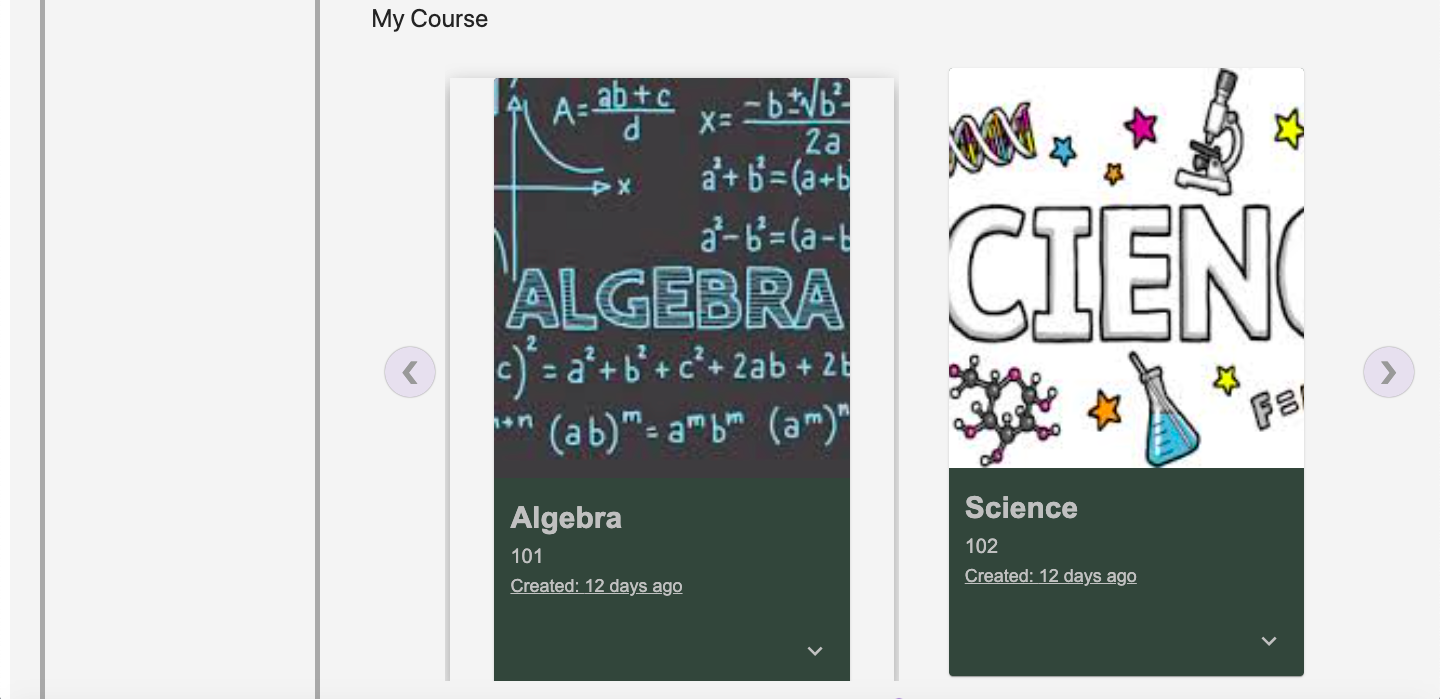 My Course
A= ab+c / d
x= -b±√b²- / 2a
a²+ b²=(a+b
a²-b²=(a-b
x
ALGEBRA
c)² = a²+b²+c²+2ab+2b
(ab)ᵐ=aᵐbᵐ (aᵐ)ⁿ
CIENC
F=
Algebra
101
Created: 12 days ago
Science
102
Created: 12 days ago